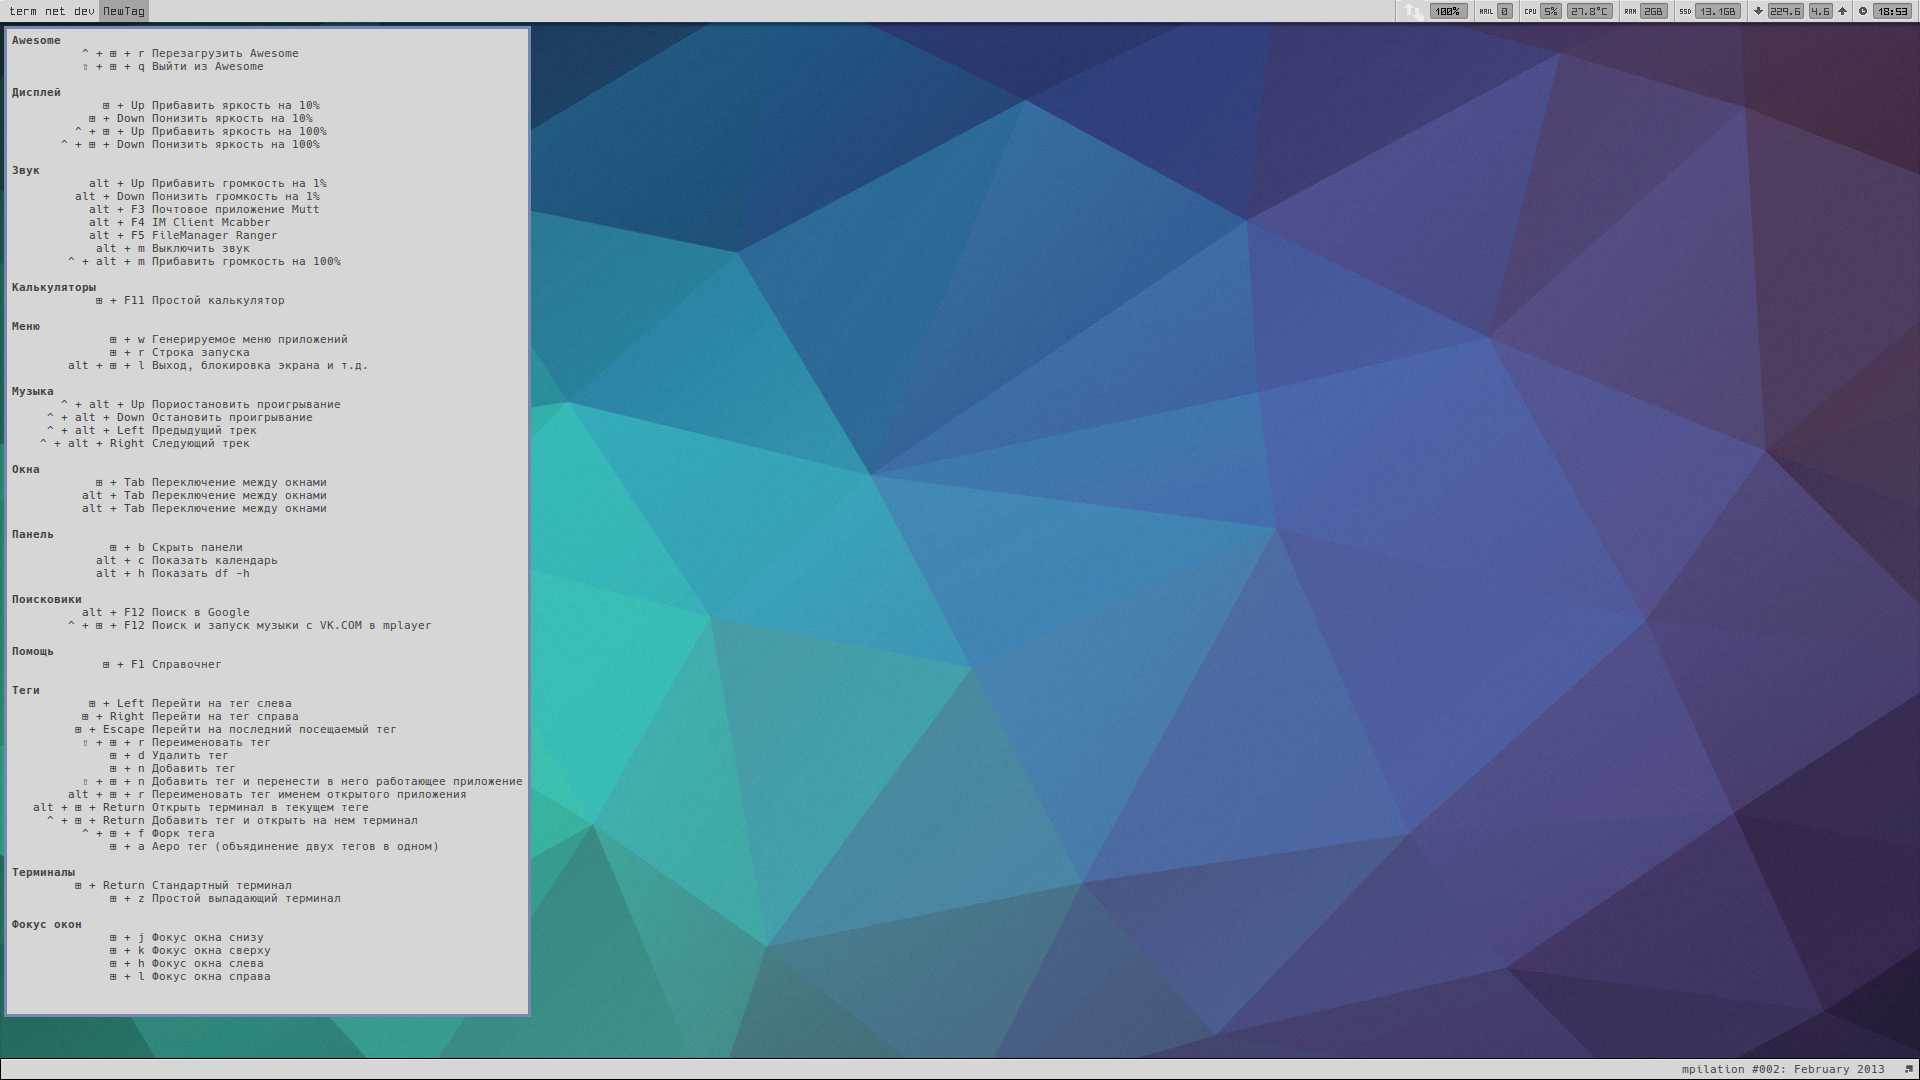 term net dev NewTag 100% MAIL 0 CPU 5% 27.8°C RAM 2GB SSD 13.1GB 229.6 4.6 18:53
Awesome
^ + ⊞ + r Перезагрузить Awesome
⇧ + ⊞ + q Выйти из Awesome
Дисплей
⊞ + Up Прибавить яркость на 10%
⊞ + Down Понизить яркость на 10%
^ + ⊞ + Up Прибавить яркость на 100%
^ + ⊞ + Down Понизить яркость на 100%
Звук
alt + Up Прибавить громкость на 1%
alt + Down Понизить громкость на 1%
alt + F3 Почтовое приложение Mutt
alt + F4 IM Client Mcabber
alt + F5 FileManager Ranger
alt + m Выключить звук
^ + alt + m Прибавить громкость на 100%
Калькуляторы
⊞ + F11 Простой калькулятор
Меню
⊞ + w Генерируемое меню приложений
⊞ + r Строка запуска
alt + ⊞ + l Выход, блокировка экрана и т.д.
Музыка
^ + alt + Up Пориостановить проигрывание
^ + alt + Down Остановить проигрывание
^ + alt + Left Предыдущий трек
^ + alt + Right Следующий трек
Окна
⊞ + Tab Переключение между окнами
alt + Tab Переключение между окнами
alt + Tab Переключение между окнами
Панель
⊞ + b Скрыть панели
alt + c Показать календарь
alt + h Показать df -h
Поисковики
alt + F12 Поиск в Google
^ + ⊞ + F12 Поиск и запуск музыки с VK.COM в mplayer
Помощь
⊞ + F1 Справочнег
Теги
⊞ + Left Перейти на тег слева
⊞ + Right Перейти на тег справа
⊞ + Escape Перейти на последний посещаемый тег
⇧ + ⊞ + r Переименовать тег
⊞ + d Удалить тег
⊞ + n Добавить тег
⇧ + ⊞ + n Добавить тег и перенести в него работающее приложение
alt + ⊞ + r Переименовать тег именем открытого приложения
alt + ⊞ + Return Открыть терминал в текущем теге
^ + ⊞ + Return Добавить тег и открыть на нем терминал
^ + ⊞ + f Форк тега
⊞ + a Аеро тег (объядинение двух тегов в одном)
Терминалы
⊞ + Return Стандартный терминал
⊞ + z Простой выпадающий терминал
Фокус окон
⊞ + j Фокус окна снизу
⊞ + k Фокус окна сверху
⊞ + h Фокус окна слева
⊞ + l Фокус окна справа
mpilation #002: February 2013